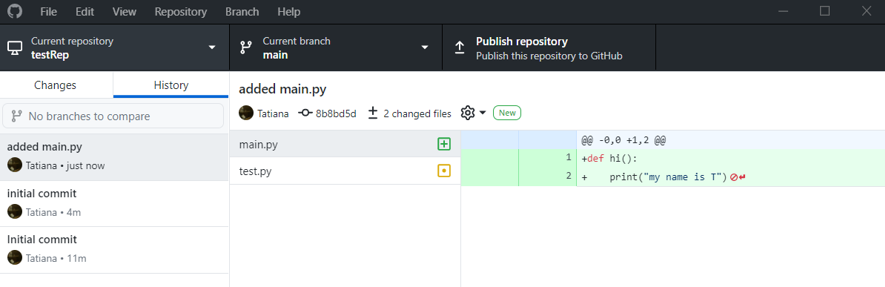 File Edit View Repository Branch Help
Current repository
testRep
Current branch
main
Publish repository
Publish this repository to GitHub
Changes
History
No branches to compare
added main.py
Tatiana • just now
initial commit
Tatiana • 4m
Initial commit
Tatiana • 11m
added main.py
Tatiana 8b8bd5d 2 changed files New
main.py
test.py
@@ -0,0 +1,2 @@
1 +def hi():
2 +    print("my name is T")